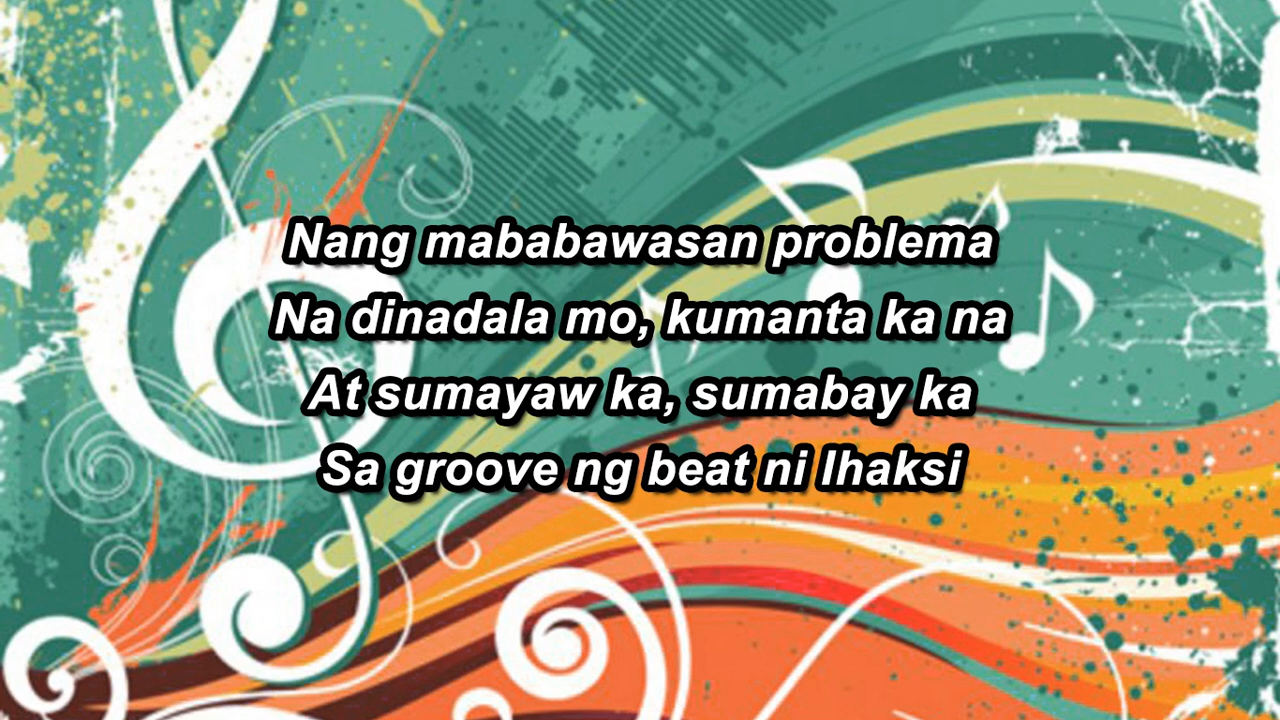 Nang mababawasan problema
Na dinadala mo, kumanta ka na
At sumayaw ka, sumabay ka
Sa groove ng beat ni lhaksi